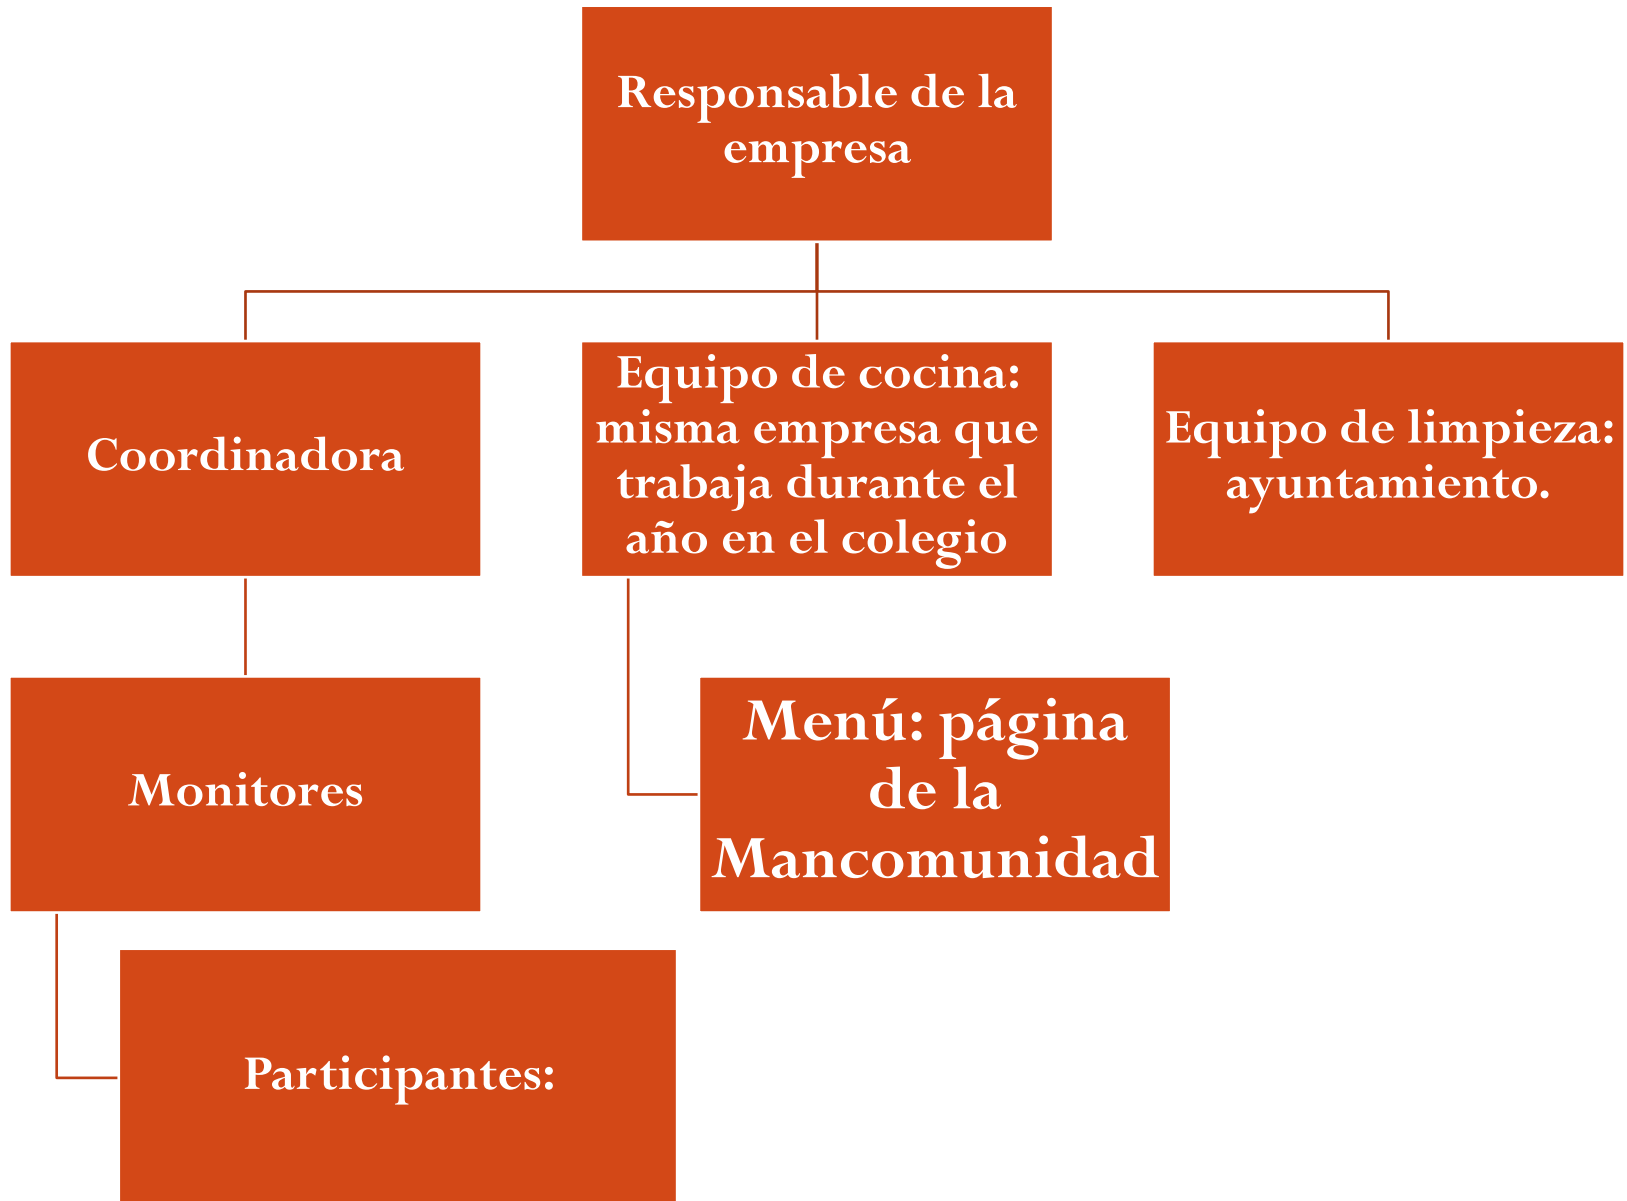 Responsable de la
empresa
Coordinadora
Equipo de cocina:
misma empresa que
trabaja durante el
año en el colegio
Equipo de limpieza:
ayuntamiento.
Monitores
Menú: página
de la
Mancomunidad
Participantes: